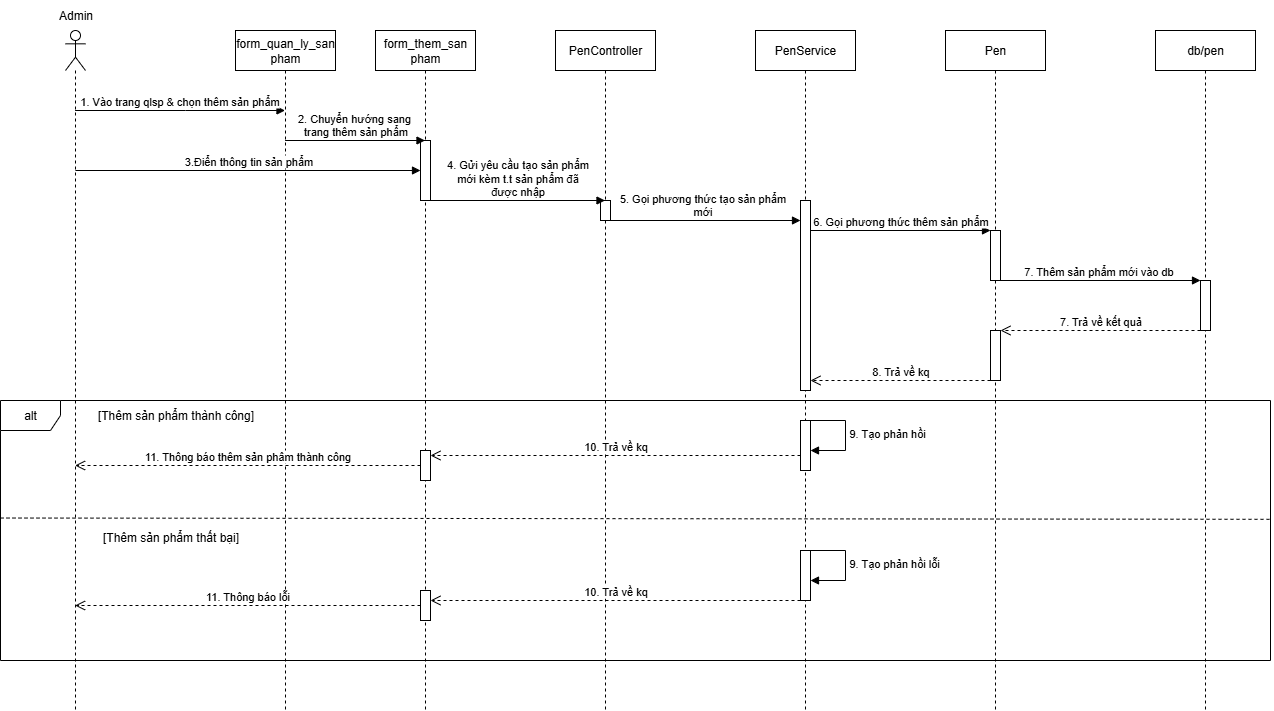 Admin
form_quan_ly_san
pham
form_them_san
pham
PenController
PenService
Pen
db/pen
1. Vào trang qlsp & chọn thêm sản phẩm
2. Chuyển hướng sang
trang thêm sản phẩm
3.Điển thông tin sản phẩm
4. Gửi yêu cầu tạo sản phẩm
mới kèm t.t sản phẩm đã
được nhập
5. Gọi phương thức tạo sản phẩm
mới
6. Gọi phương thức thêm sản phẩm
7. Thêm sản phẩm mới vào db
7. Trả về kết quả
8. Trả về kq
alt
[Thêm sản phẩm thành công]
9. Tạo phản hồi
10. Trả về kq
11. Thông báo thêm sản phẩm thành công
[Thêm sản phẩm thất bại]
9. Tạo phản hồi lỗi
10. Trả về kq
11. Thông báo lỗi